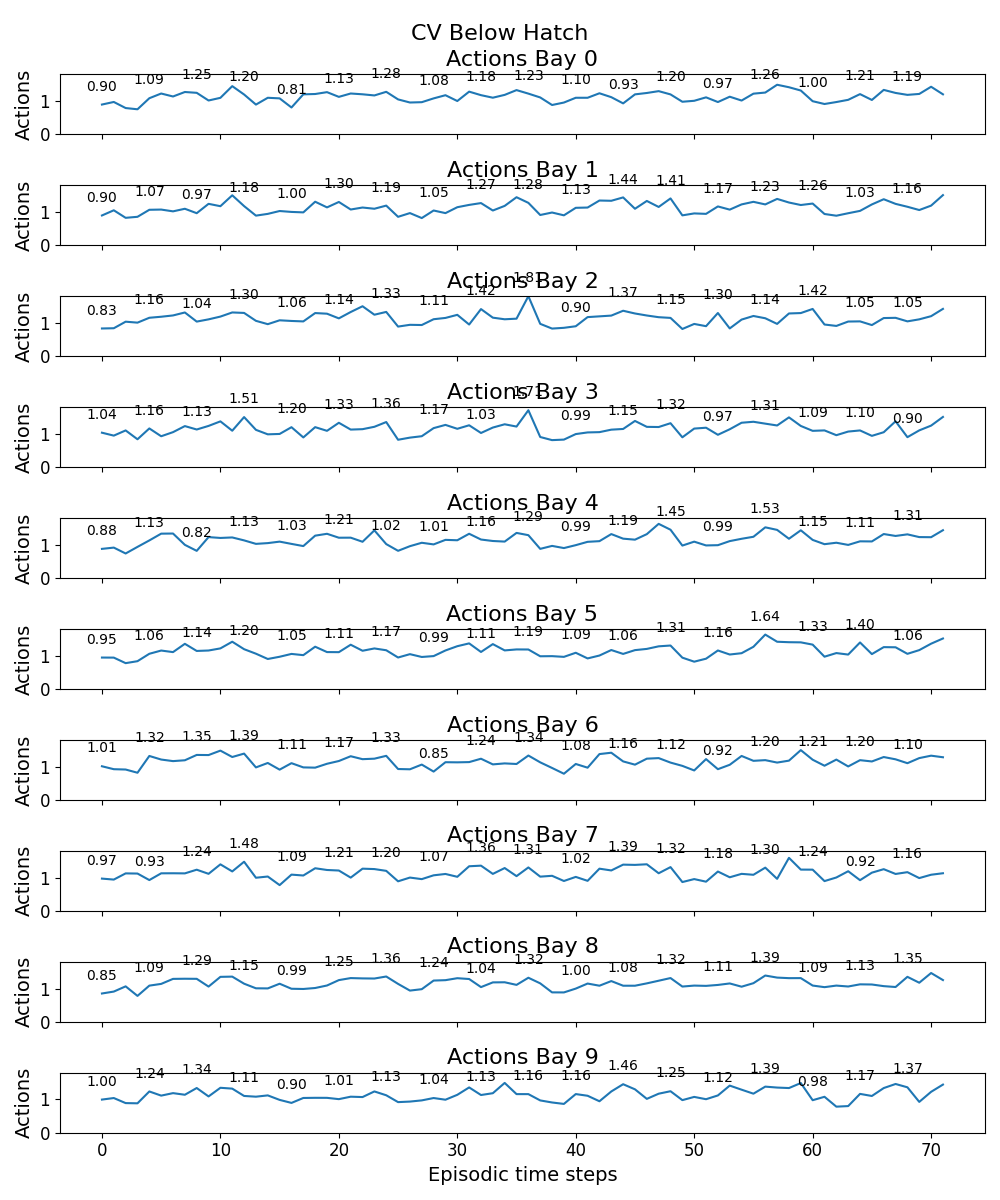 CV Below Hatch
Actions Bay 0
Actions
0.90 1.09 1.25 1.20 0.81 1.13 1.28 1.08 1.18 1.23 1.10 0.93 1.20 0.97 1.26 1.00 1.21 1.19
1
0
Actions Bay 1
Actions
0.90 1.07 0.97 1.18 1.00 1.30 1.19 1.05 1.27 1.28 1.13 1.44 1.41 1.17 1.23 1.26 1.03 1.16
1
0
Actions Bay 2
Actions
0.83 1.16 1.04 1.30 1.06 1.14 1.33 1.11 1.42 1.81 0.90 1.37 1.15 1.30 1.14 1.42 1.05 1.05
1
0
Actions Bay 3
Actions
1.04 1.16 1.13 1.51 1.20 1.33 1.36 1.17 1.03 1.71 0.99 1.15 1.32 0.97 1.31 1.09 1.10 0.90
1
0
Actions Bay 4
Actions
0.88 1.13 0.82 1.13 1.03 1.21 1.02 1.01 1.16 1.29 0.99 1.19 1.45 0.99 1.53 1.15 1.11 1.31
1
0
Actions Bay 5
Actions
0.95 1.06 1.14 1.20 1.05 1.11 1.17 0.99 1.11 1.19 1.09 1.06 1.31 1.16 1.64 1.33 1.40 1.06
1
0
Actions Bay 6
Actions
1.01 1.32 1.35 1.39 1.11 1.17 1.33 0.85 1.24 1.34 1.08 1.16 1.12 0.92 1.20 1.21 1.20 1.10
1
0
Actions Bay 7
Actions
0.97 0.93 1.24 1.48 1.09 1.21 1.20 1.07 1.36 1.31 1.02 1.39 1.32 1.18 1.30 1.24 0.92 1.16
1
0
Actions Bay 8
Actions
0.85 1.09 1.29 1.15 0.99 1.25 1.36 1.24 1.04 1.32 1.00 1.08 1.32 1.11 1.39 1.09 1.13 1.35
1
0
Actions Bay 9
Actions
1.00 1.24 1.34 1.11 0.90 1.01 1.13 1.04 1.13 1.16 1.16 1.46 1.25 1.12 1.39 0.98 1.17 1.37
1
0
0 10 20 30 40 50 60 70
Episodic time steps